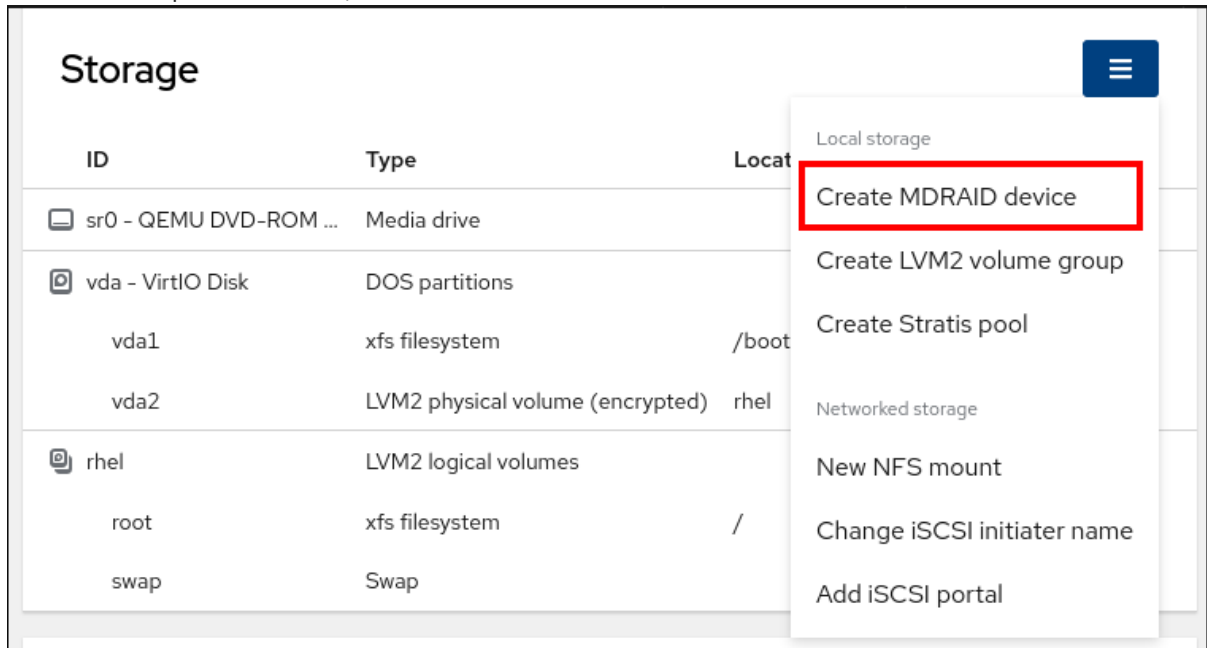 Storage
ID Type Locat
sr0 - QEMU DVD-ROM ... Media drive
vda - VirtIO Disk DOS partitions
vda1 xfs filesystem /boot
vda2 LVM2 physical volume (encrypted) rhel
rhel LVM2 logical volumes
root xfs filesystem /
swap Swap
Local storage
Create MDRAID device
Create LVM2 volume group
Create Stratis pool
Networked storage
New NFS mount
Change iSCSI initiater name
Add iSCSI portal